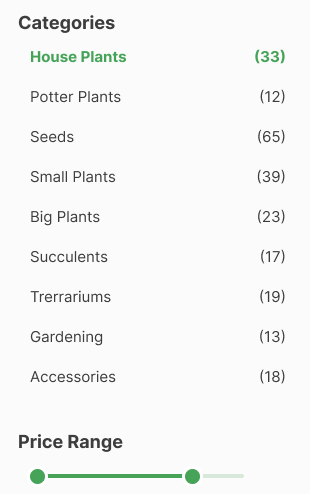 Categories
House Plants (33)
Potter Plants (12)
Seeds (65)
Small Plants (39)
Big Plants (23)
Succulents (17)
Trerrariums (19)
Gardening (13)
Accessories (18)
Price Range